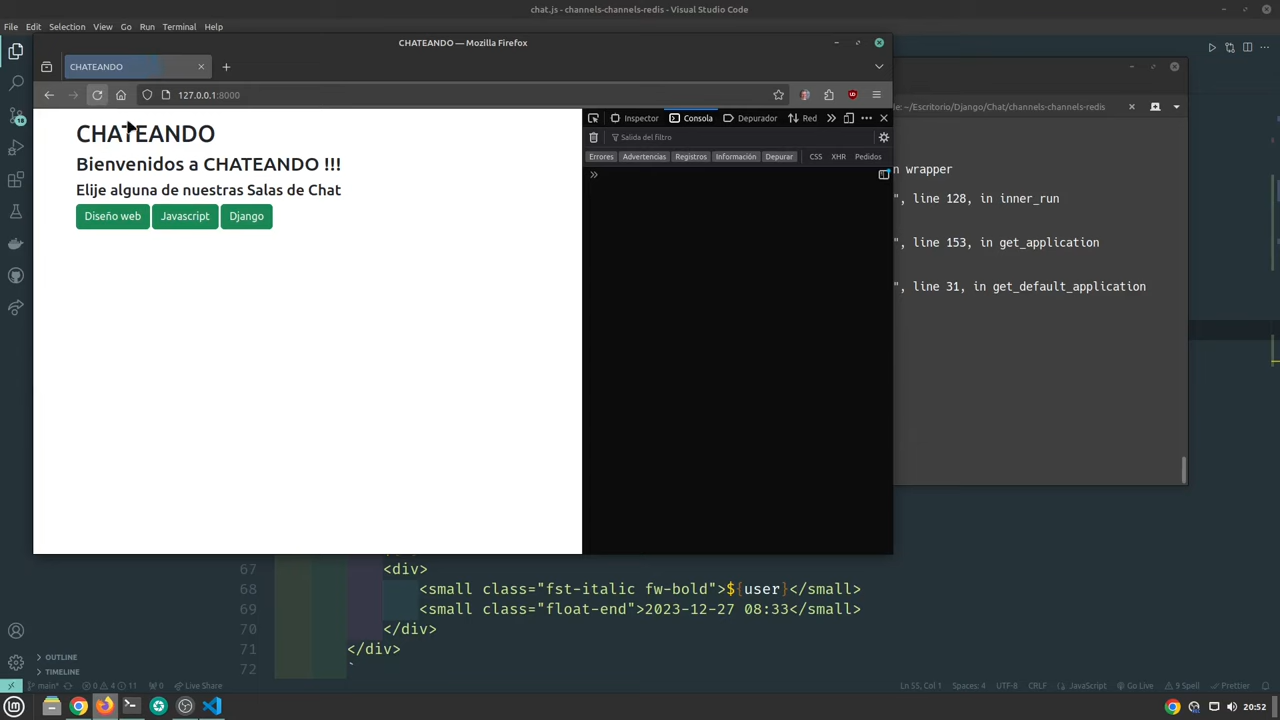 chat.js - channels-channels-redis - Visual Studio Code
File Edit Selection View Go Run Terminal Help
CHATEANDO — Mozilla Firefox
CHATEANDO
127.0.0.1:8000
CHATEANDO
Bienvenidos a CHATEANDO !!!
Elije alguna de nuestras Salas de Chat
Diseño web Javascript Django
Inspector Consola Depurador Red
Salida del filtro
Errores Advertencias Registros Información Depurar CSS XHR Pedidos
le: ~/Escritorio/Django/Chat/channels-channels-redis
n wrapper
", line 128, in inner_run
", line 153, in get_application
", line 31, in get_default_application
67 <div>
68 <small class="fst-italic fw-bold">${user}</small>
69 <small class="float-end">2023-12-27 08:33</small>
70 </div>
71 </div>
72 `
OUTLINE
TIMELINE
main* 0 4 11 0 Live Share Ln 55, Col 1 Spaces: 4 UTF-8 CRLF JavaScript Go Live 9 Spell Prettier
20:52